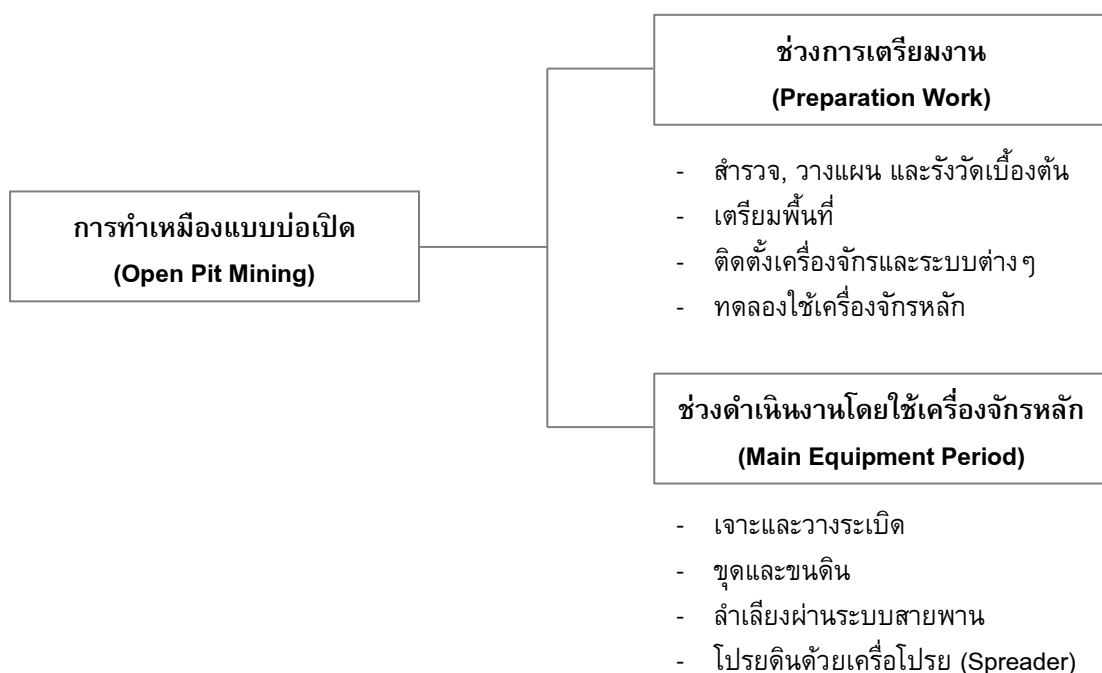 ช่วงการเตรียมงาน
(Preparation Work)
- สำรวจ, วางแผน และรังวัดเบื้องต้น
- เตรียมพื้นที่
- ติดตั้งเครื่องจักรและระบบต่างๆ
- ทดลองใช้เครื่องจักรหลัก
การทำเหมืองแบบบ่อเปิด
(Open Pit Mining)
ช่วงดำเนินงานโดยใช้เครื่องจักรหลัก
(Main Equipment Period)
- เจาะและวางระเบิด
- ขุดและขนดิน
- ลำเลียงผ่านระบบสายพาน
- โปรยดินด้วยเครื่อโปรย (Spreader)